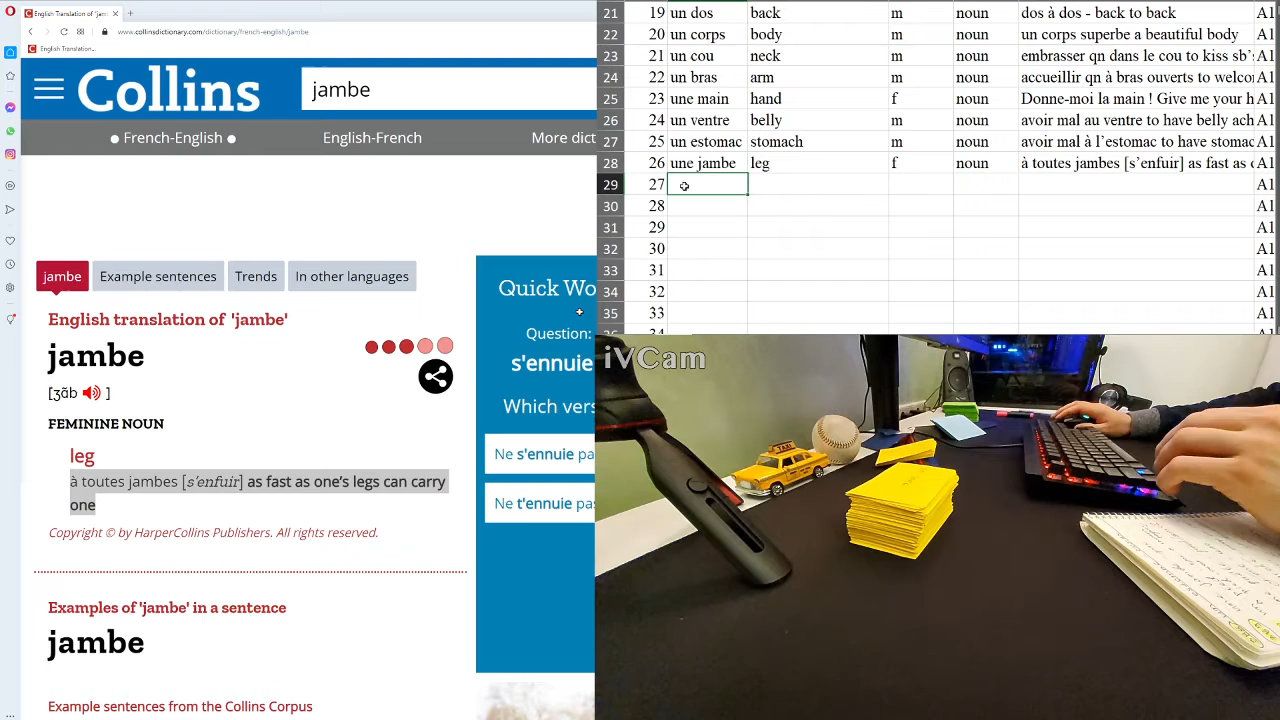 English Translation of 'jam
www.collinsdictionary.com/dictionary/french-english/jambe
English Translation...
Collins
jambe
French-English
English-French
More dict
jambe
Example sentences
Trends
In other languages
English translation of 'jambe'
jambe
[ʒɑ̃b ]
FEMININE NOUN
leg
à toutes jambes [s'enfuir] as fast as one's legs can carry
one
Copyright © by HarperCollins Publishers. All rights reserved.
Examples of 'jambe' in a sentence
jambe
Example sentences from the Collins Corpus
Quick Wo
Question:
s'ennuie
Which vers
Ne s'ennuie pa
Ne t'ennuie pas
21 19 un dos back m noun dos à dos - back to back A1
22 20 un corps body m noun un corps superbe a beautiful body A1
23 21 un cou neck m noun embrasser qn dans le cou to kiss sb's A1
24 22 un bras arm m noun accueillir qn à bras ouverts to welcor A1
25 23 une main hand f noun Donne-moi la main ! Give me your h A1
26 24 un ventre belly m noun avoir mal au ventre to have belly ach A1
27 25 un estomac stomach m noun avoir mal à l'estomac to have stomac A1
28 26 une jambe leg f noun à toutes jambes [s'enfuir] as fast as A1
29 27 A1
30 28 A1
31 29 A1
32 30 A1
33 31 A1
34 32 A1
35 33 A1
iVCam
TAXI